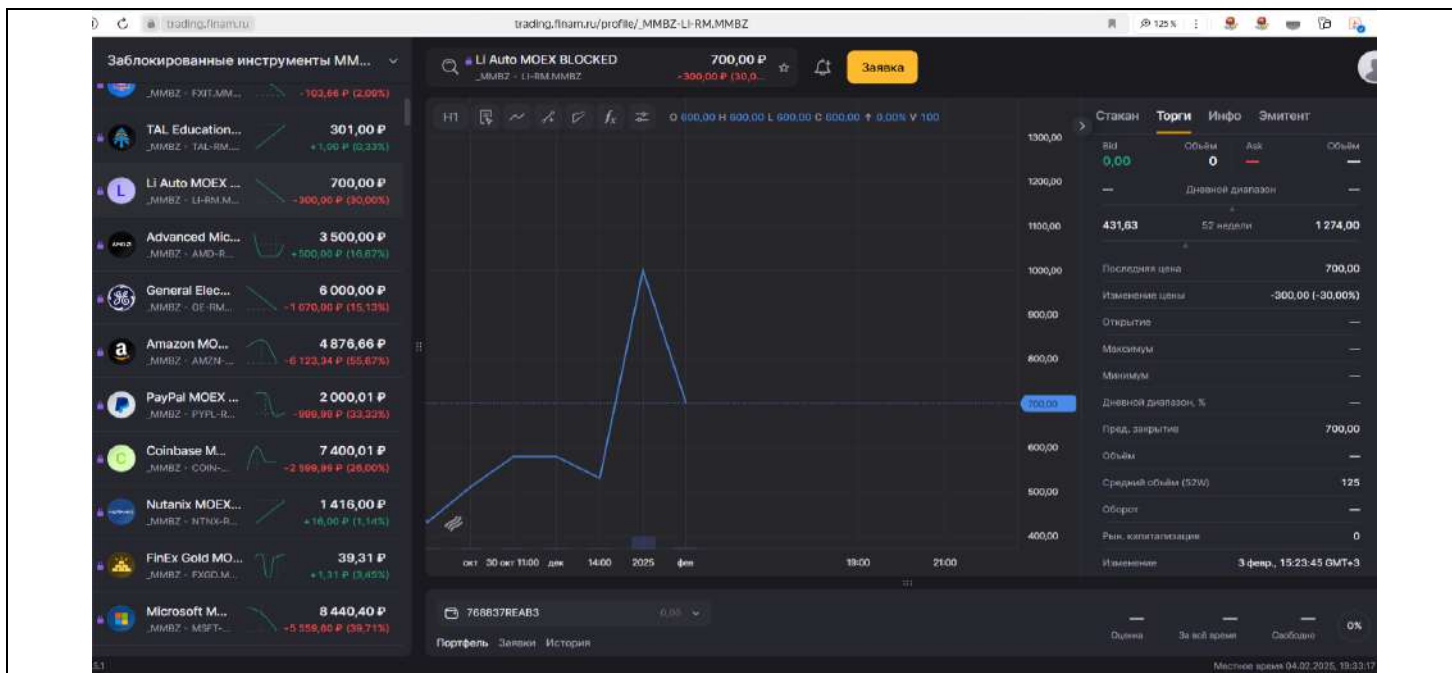 trading.finam.ru
trading.finam.ru/profile/_MMBZ-LI-RM.MMBZ
125 %
Заблокированные инструменты MM...
_MMBZ • FXIT.MM...
-103,66 ₽ (2,09%)
TAL Education...
301,00 ₽
_MMBZ • TAL-RM....
+1,00 ₽ (0,33%)
Li Auto MOEX ...
700,00 ₽
_MMBZ • LI-RM.M...
-300,00 ₽ (30,00%)
Advanced Mic...
3 500,00 ₽
_MMBZ • AMD-R...
+500,00 ₽ (16,67%)
General Elec...
6 000,00 ₽
_MMBZ • GE-RM...
-1 070,00 ₽ (15,13%)
Amazon MO...
4 876,66 ₽
_MMBZ • AMZN-...
-6 123,34 ₽ (55,67%)
PayPal MOEX ...
2 000,01 ₽
_MMBZ • PYPL-R...
-999,99 ₽ (33,33%)
Coinbase M...
7 400,01 ₽
_MMBZ • COIN-...
-2 599,99 ₽ (26,00%)
Nutanix MOEX...
1 416,00 ₽
_MMBZ • NTNX-R...
+16,00 ₽ (1,14%)
FinEx Gold MO...
39,31 ₽
_MMBZ • FXGD.M...
+1,31 ₽ (3,45%)
Microsoft M...
8 440,40 ₽
_MMBZ • MSFT-...
-5 559,60 ₽ (39,71%)
Li Auto MOEX BLOCKED
700,00 ₽
_MMBZ • LI-RM.MMBZ
-300,00 ₽ (30,0...
Заявка
H1
O 600,00 H 600,00 L 600,00 C 600,00 ↑ 0,00% V 100
1300,00
1200,00
1100,00
1000,00
900,00
800,00
700,00
600,00
500,00
400,00
окт 30 окт 11:00 дек 14:00 2025 фев 19:00 21:00
768837REAB3
0,00
Портфель Заявки История
Стакан Торги Инфо Эмитент
Bid Объём Ask Объём
0,00 0 — —
— Дневной диапазон —
431,63 52 недели 1 274,00
Последняя цена 700,00
Изменение цены -300,00 (-30,00%)
Открытие —
Максимум —
Минимум —
Дневной диапазон, % —
Пред. закрытие 700,00
Объём —
Средний объём (52W) 125
Оборот —
Рын. капитализация 0
Изменение 3 февр., 15:23:45 GMT+3
— — — 0%
Оценка За всё время Свободно
Местное время 04.02.2025, 19:33:17